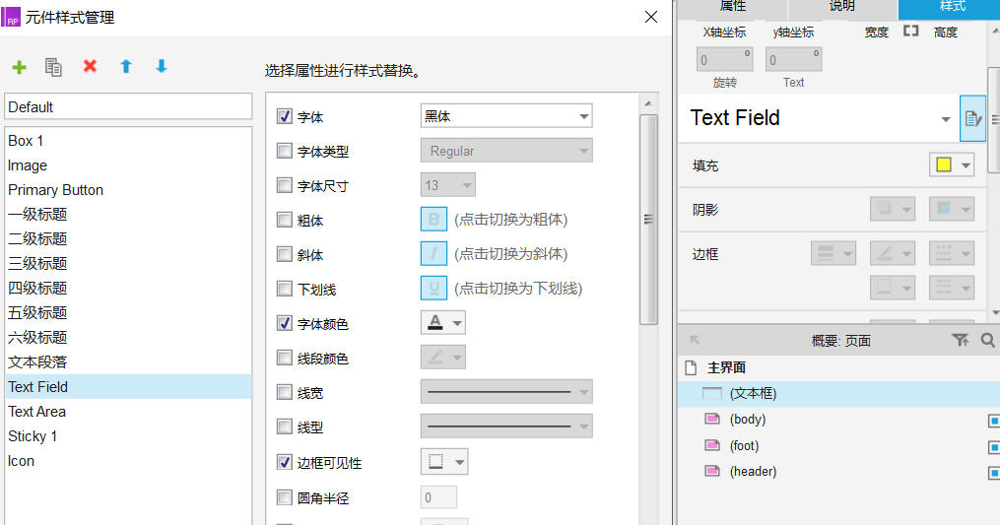 RP 元件样式管理
选择属性进行样式替换。
Default
Box 1
Image
Primary Button
一级标题
二级标题
三级标题
四级标题
五级标题
六级标题
文本段落
Text Field
Text Area
Sticky 1
Icon
字体 黑体
字体类型 Regular
字体尺寸 13
粗体 B (点击切换为粗体)
斜体 I (点击切换为斜体)
下划线 U (点击切换为下划线)
字体颜色 A
线段颜色
线宽
线型
边框可见性
圆角半径 0
属性 说明 样式
X轴坐标 y轴坐标 宽度 高度
0 0
旋转 Text
Text Field
填充
阴影
边框
概要: 页面
主界面
(文本框)
(body)
(foot)
(header)